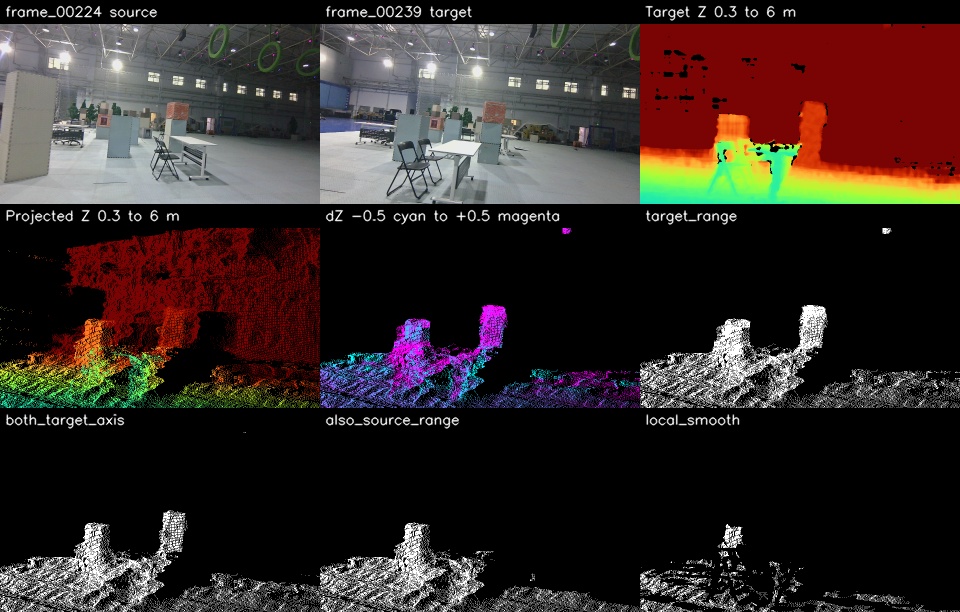 frame_00224 source
frame_00239 target
Target Z 0.3 to 6 m
Projected Z 0.3 to 6 m
dZ −0.5 cyan to +0.5 magenta
target_range
both_target_axis
also_source_range
local_smooth